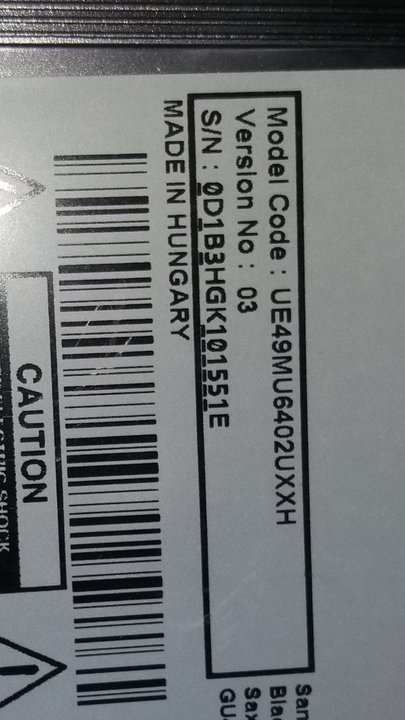 Model Code : UE49MU6402UXXH
Version No : 03
S/N : 0D1B3HGK101551E
MADE IN HUNGARY
CAUTION